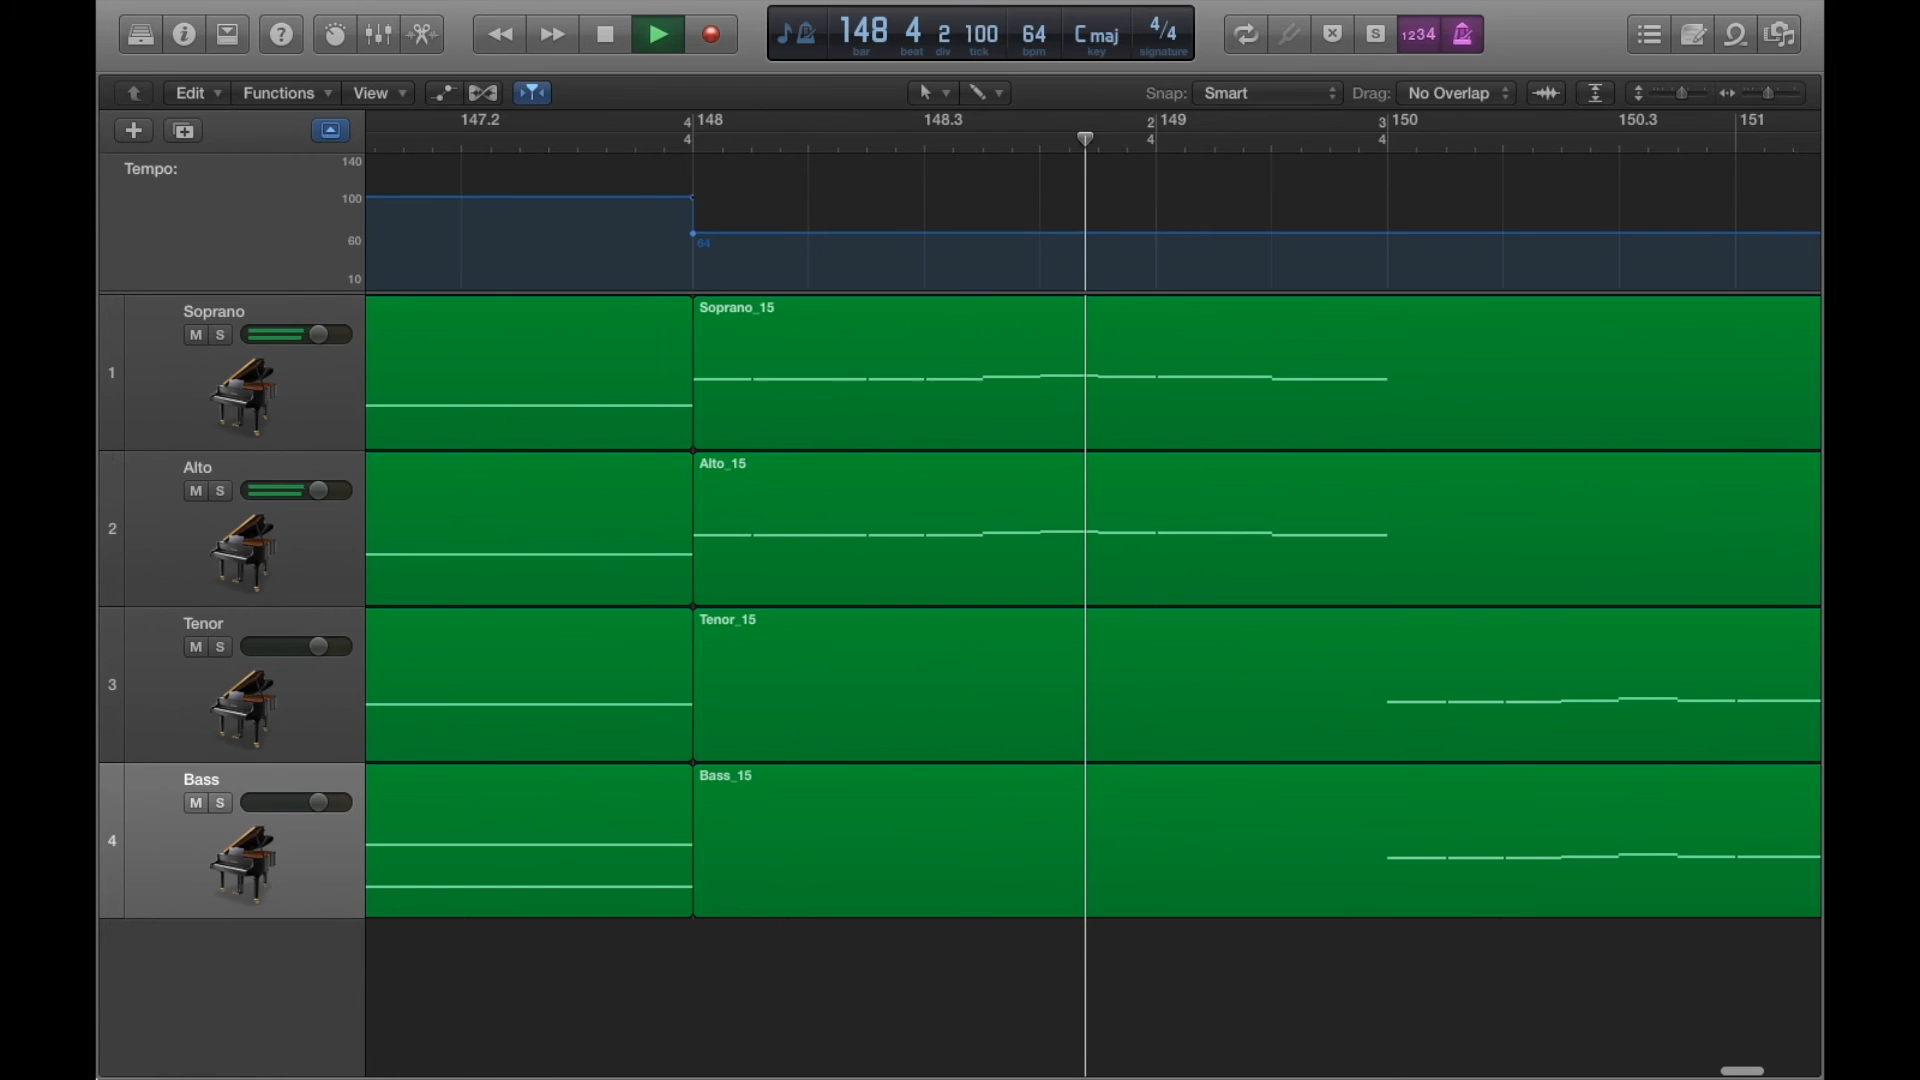 148 4 2 100 64 C maj 4/4
bar beat div tick bpm key signature
S 1234
Edit Functions View Snap: Smart Drag: No Overlap
147.2 4 148 148.3 2 149 3 150 150.3 151
4 4 4
Tempo: 140
100
60
64
10
Soprano
M S
1
Soprano_15
Alto
M S
2
Alto_15
Tenor
M S
3
Tenor_15
Bass
M S
4
Bass_15